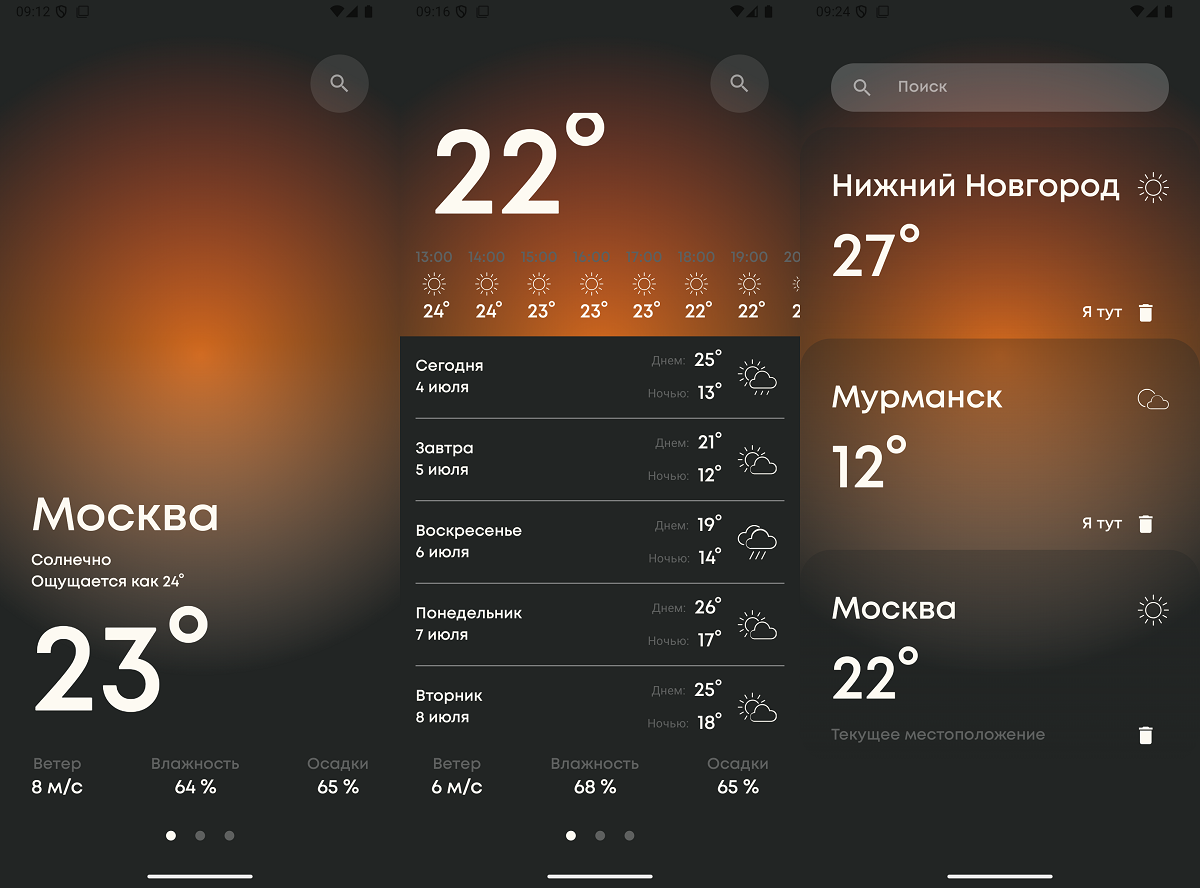 09:12
Москва
Солнечно
Ощущается как 24°
23°
Ветер Влажность Осадки
8 м/с 64 % 65 %
09:16
22°
13:00 14:00 15:00 16:00 17:00 18:00 19:00 20
24° 24° 23° 23° 23° 22° 22° 2
Сегодня
4 июля
Днем: 25°
Ночью: 13°
Завтра
5 июля
Днем: 21°
Ночью: 12°
Воскресенье
6 июля
Днем: 19°
Ночью: 14°
Понедельник
7 июля
Днем: 26°
Ночью: 17°
Вторник
8 июля
Днем: 25°
Ночью: 18°
Ветер Влажность Осадки
6 м/с 68 % 65 %
09:24
Поиск
Нижний Новгород
27°
Я тут
Мурманск
12°
Я тут
Москва
22°
Текущее местоположение